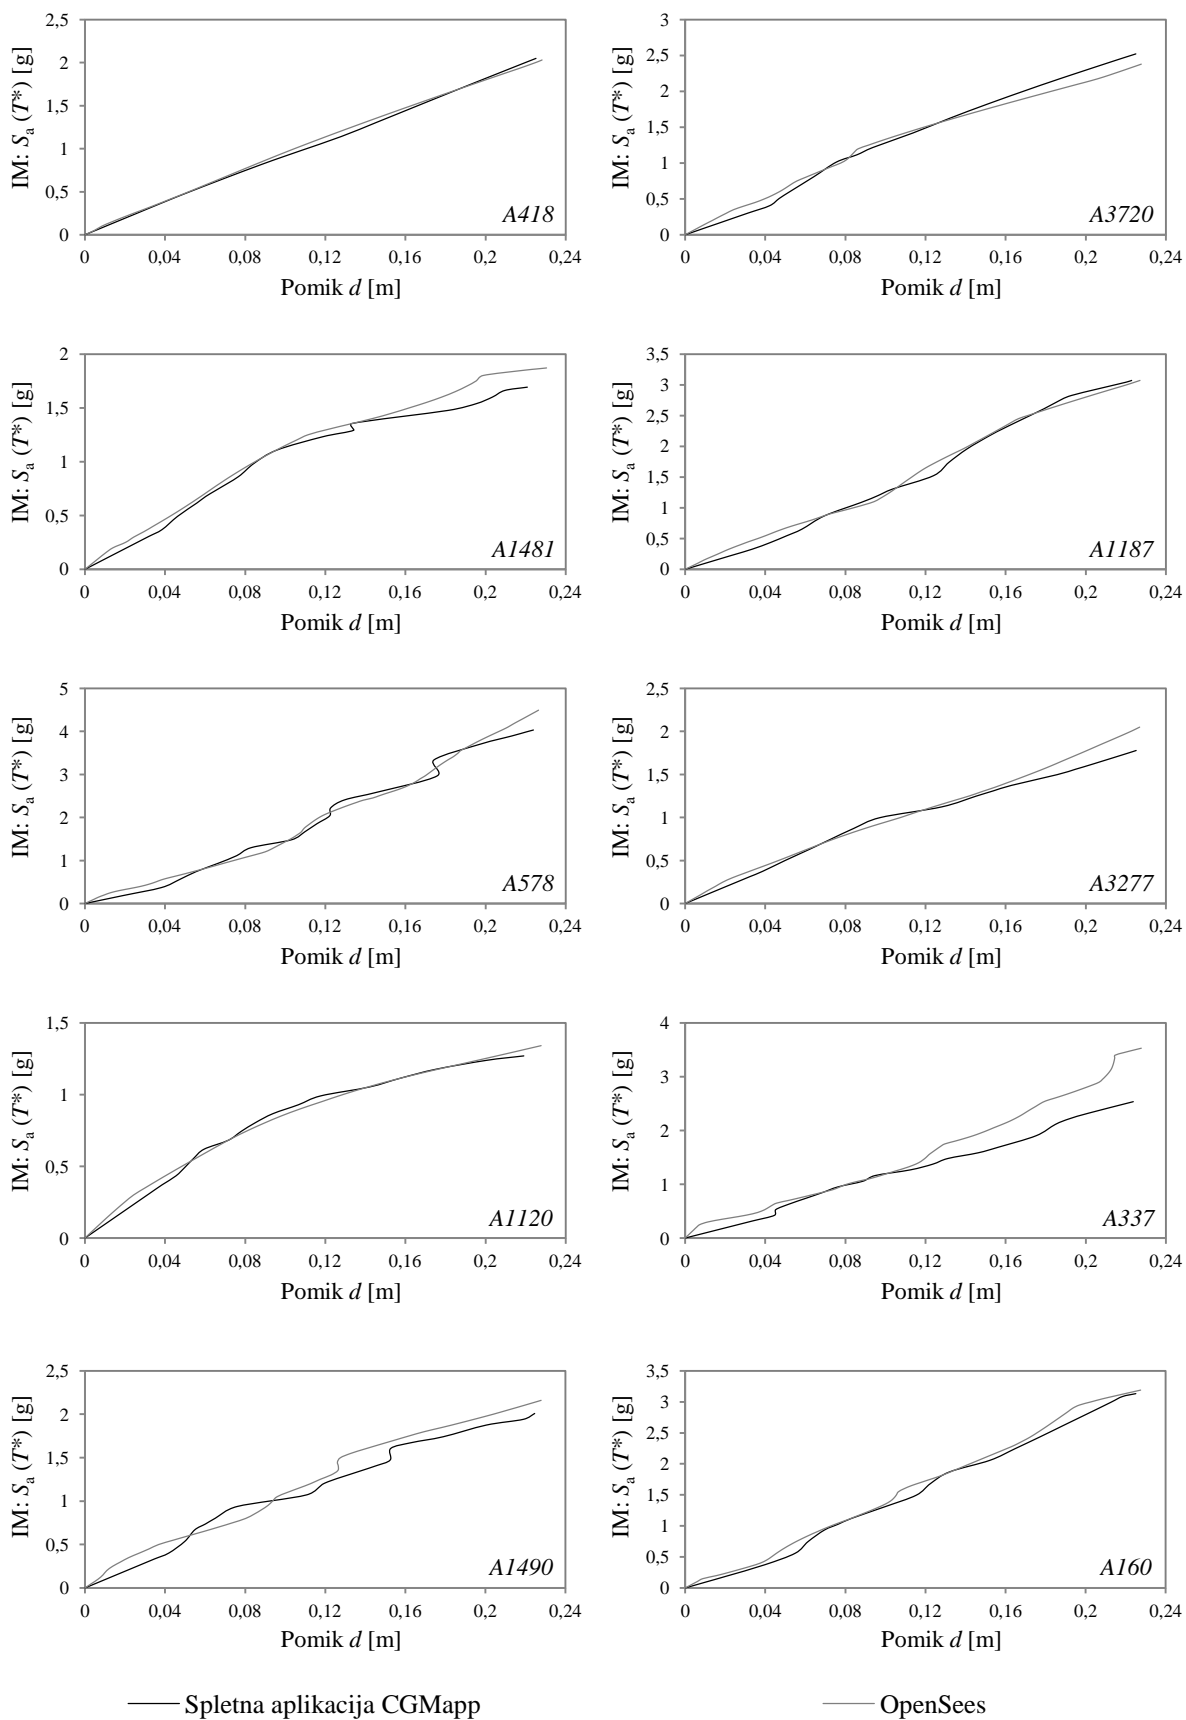 2,5
2
1,5
1
0,5
0
IM: Sa (T*) [g]
A418
0 0,04 0,08 0,12 0,16 0,2 0,24
Pomik d [m]
3
2,5
2
1,5
1
0,5
0
IM: Sa (T*) [g]
A3720
0 0,04 0,08 0,12 0,16 0,2 0,24
Pomik d [m]
2
1,5
1
0,5
0
IM: Sa (T*) [g]
A1481
0 0,04 0,08 0,12 0,16 0,2 0,24
Pomik d [m]
3,5
3
2,5
2
1,5
1
0,5
0
IM: Sa (T*) [g]
A1187
0 0,04 0,08 0,12 0,16 0,2 0,24
Pomik d [m]
5
4
3
2
1
0
IM: Sa (T*) [g]
A578
0 0,04 0,08 0,12 0,16 0,2 0,24
Pomik d [m]
2,5
2
1,5
1
0,5
0
IM: Sa (T*) [g]
A3277
0 0,04 0,08 0,12 0,16 0,2 0,24
Pomik d [m]
1,5
1
0,5
0
IM: Sa (T*) [g]
A1120
0 0,04 0,08 0,12 0,16 0,2 0,24
Pomik d [m]
4
3
2
1
0
IM: Sa (T*) [g]
A337
0 0,04 0,08 0,12 0,16 0,2 0,24
Pomik d [m]
2,5
2
1,5
1
0,5
0
IM: Sa (T*) [g]
A1490
0 0,04 0,08 0,12 0,16 0,2 0,24
Pomik d [m]
3,5
3
2,5
2
1,5
1
0,5
0
IM: Sa (T*) [g]
A160
0 0,04 0,08 0,12 0,16 0,2 0,24
Pomik d [m]
Spletna aplikacija CGMapp
OpenSees